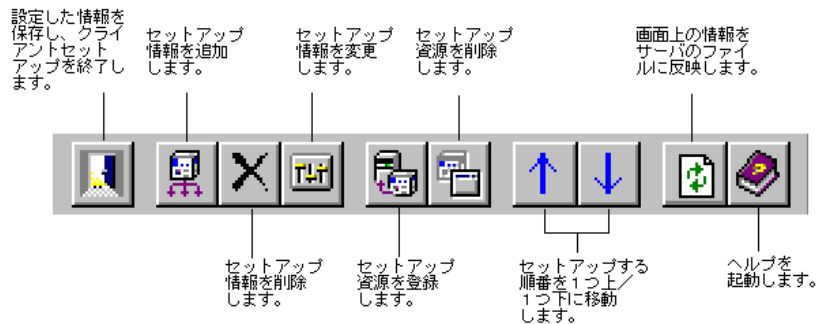 設定した情報を
保存し、クライ
アントセット
アップを終了し
ます。
セットアップ
情報を追加
します。
セットアップ
情報を変更
します。
セットアップ
資源を削除
します。
画面上の情報を
サーバのファイ
ルに反映します。
セットアップ
情報を削除
します。
セットアップ
資源を登録
します。
セットアップする
順番を１つ上／
１つ下に移動
します。
ヘルプを
起動します。